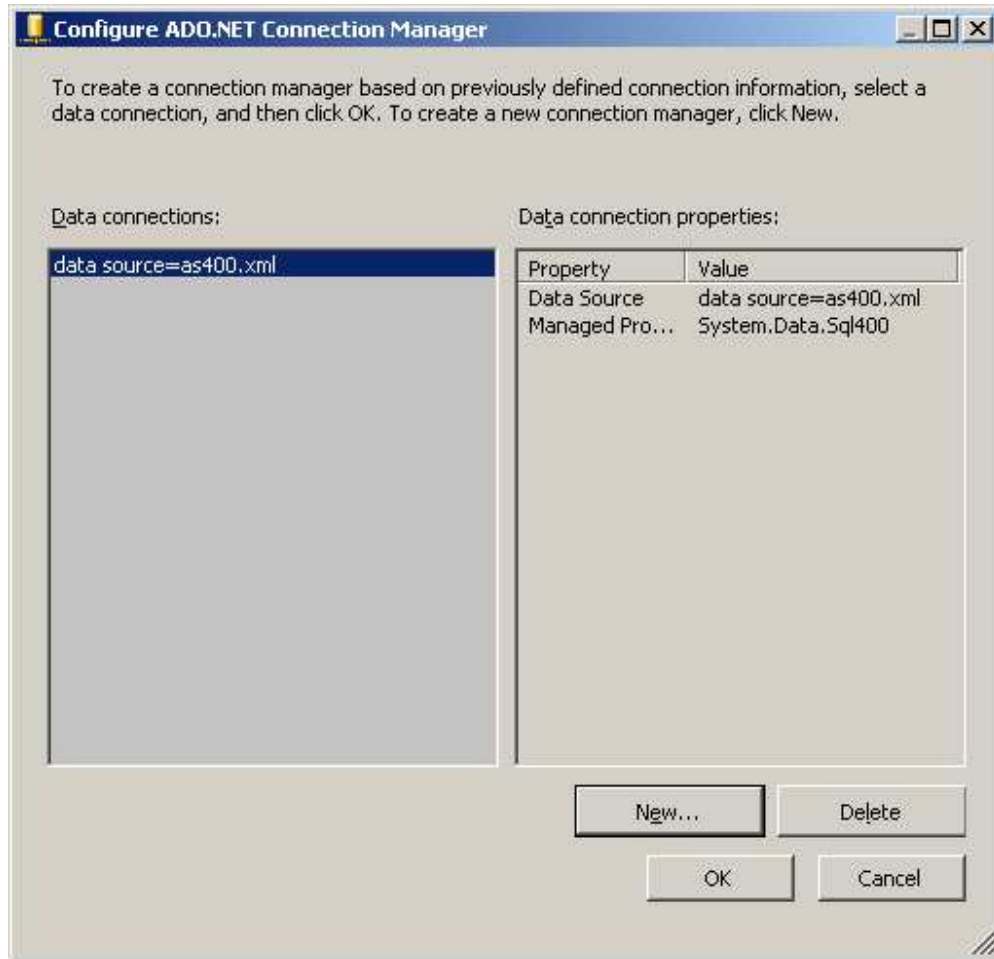 Configure ADO.NET Connection Manager
To create a connection manager based on previously defined connection information, select a
data connection, and then click OK. To create a new connection manager, click New.
Data connections:
Data connection properties:
data source=as400.xml
Property Value
Data Source data source=as400.xml
Managed Pro... System.Data.Sql400
New...
Delete
OK
Cancel